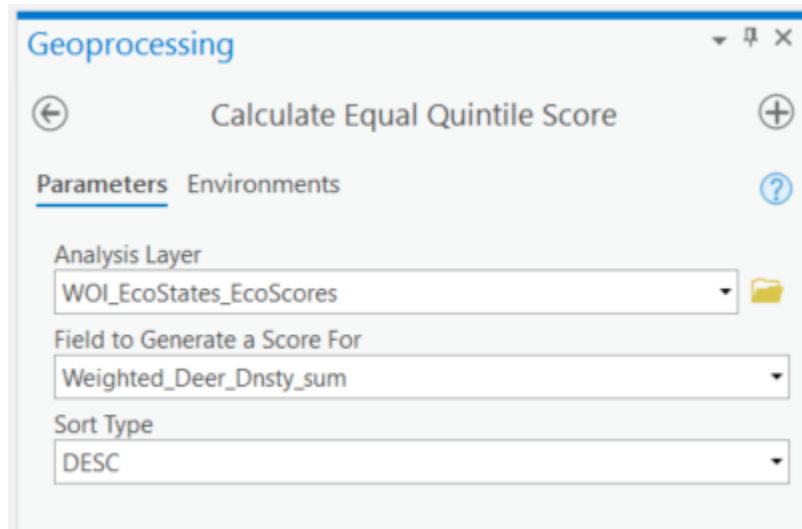 Geoprocessing
Calculate Equal Quintile Score
Parameters Environments
Analysis Layer
WOI_EcoStates_EcoScores
Field to Generate a Score For
Weighted_Deer_Dnsty_sum
Sort Type
DESC